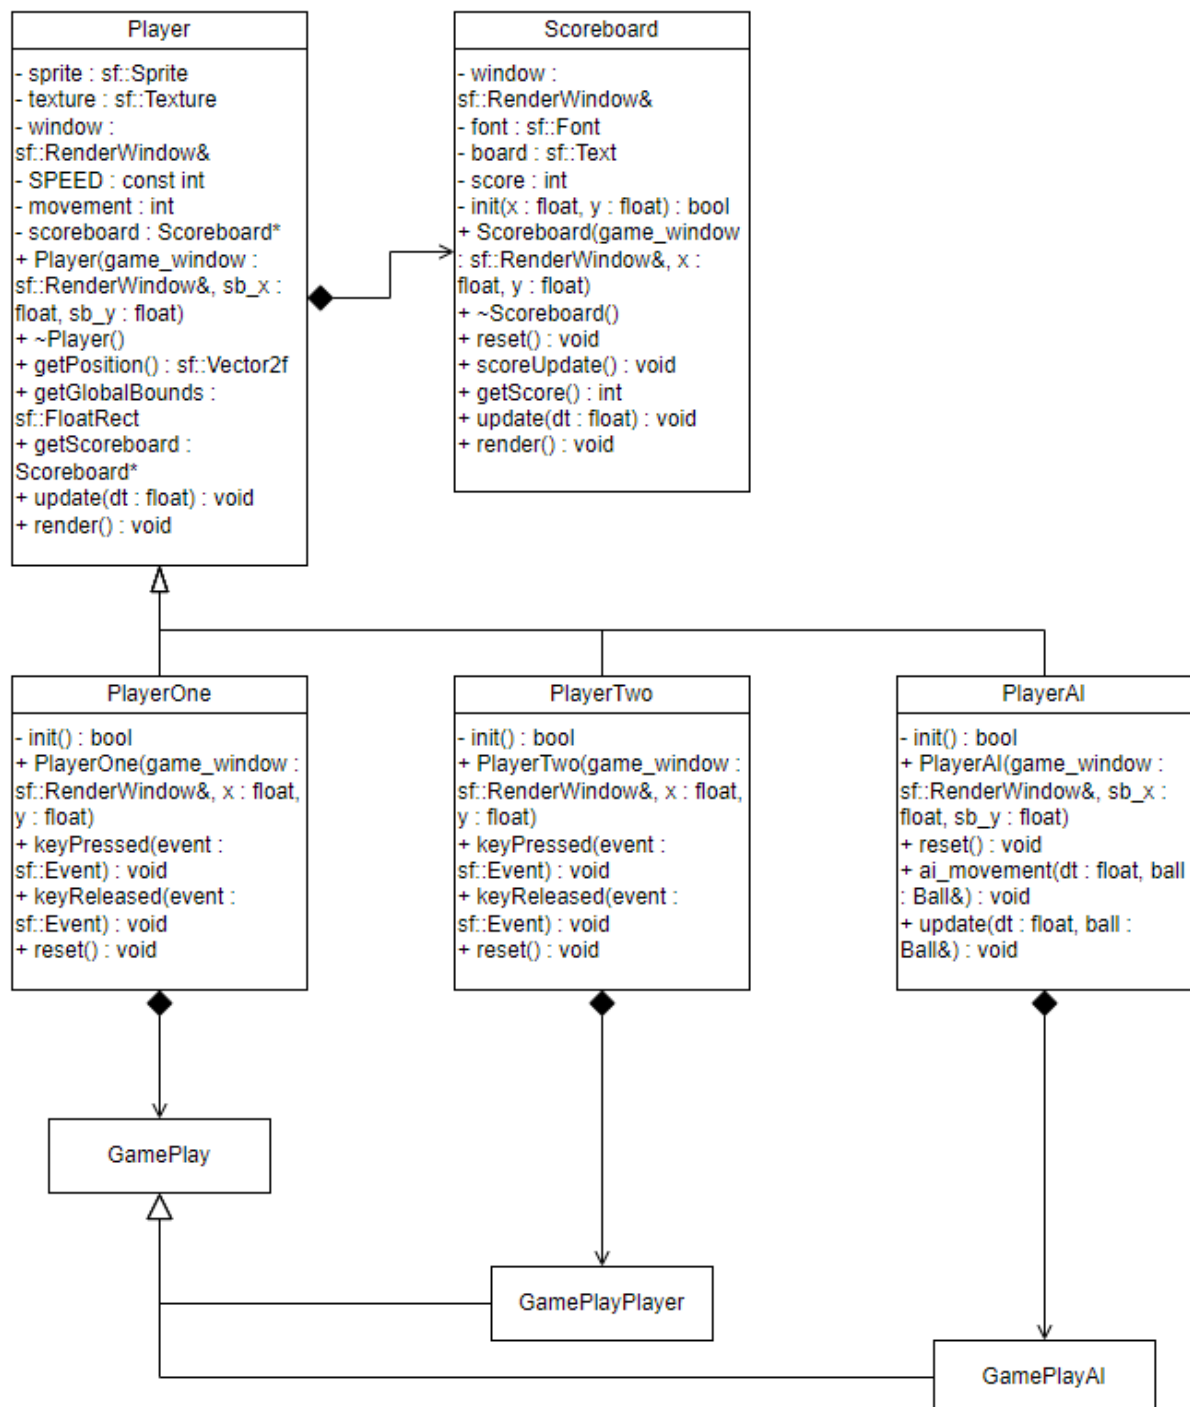 Player
- sprite : sf::Sprite
- texture : sf::Texture
- window :
sf::RenderWindow&
- SPEED : const int
- movement : int
- scoreboard : Scoreboard*
+ Player(game_window :
sf::RenderWindow&, sb_x :
float, sb_y : float)
+ ~Player()
+ getPosition() : sf::Vector2f
+ getGlobalBounds :
sf::FloatRect
+ getScoreboard :
Scoreboard*
+ update(dt : float) : void
+ render() : void
Scoreboard
- window :
sf::RenderWindow&
- font : sf::Font
- board : sf::Text
- score : int
- init(x : float, y : float) : bool
+ Scoreboard(game_window
: sf::RenderWindow&, x :
float, y : float)
+ ~Scoreboard()
+ reset() : void
+ scoreUpdate() : void
+ getScore() : int
+ update(dt : float) : void
+ render() : void
PlayerOne
- init() : bool
+ PlayerOne(game_window :
sf::RenderWindow&, x : float,
y : float)
+ keyPressed(event :
sf::Event) : void
+ keyReleased(event :
sf::Event) : void
+ reset() : void
PlayerTwo
- init() : bool
+ PlayerTwo(game_window :
sf::RenderWindow&, x : float,
y : float)
+ keyPressed(event :
sf::Event) : void
+ keyReleased(event :
sf::Event) : void
+ reset() : void
PlayerAI
- init() : bool
+ PlayerAI(game_window :
sf::RenderWindow&, sb_x :
float, sb_y : float)
+ reset() : void
+ ai_movement(dt : float, ball
: Ball&) : void
+ update(dt : float, ball :
Ball&) : void
GamePlay
GamePlayPlayer
GamePlayAI